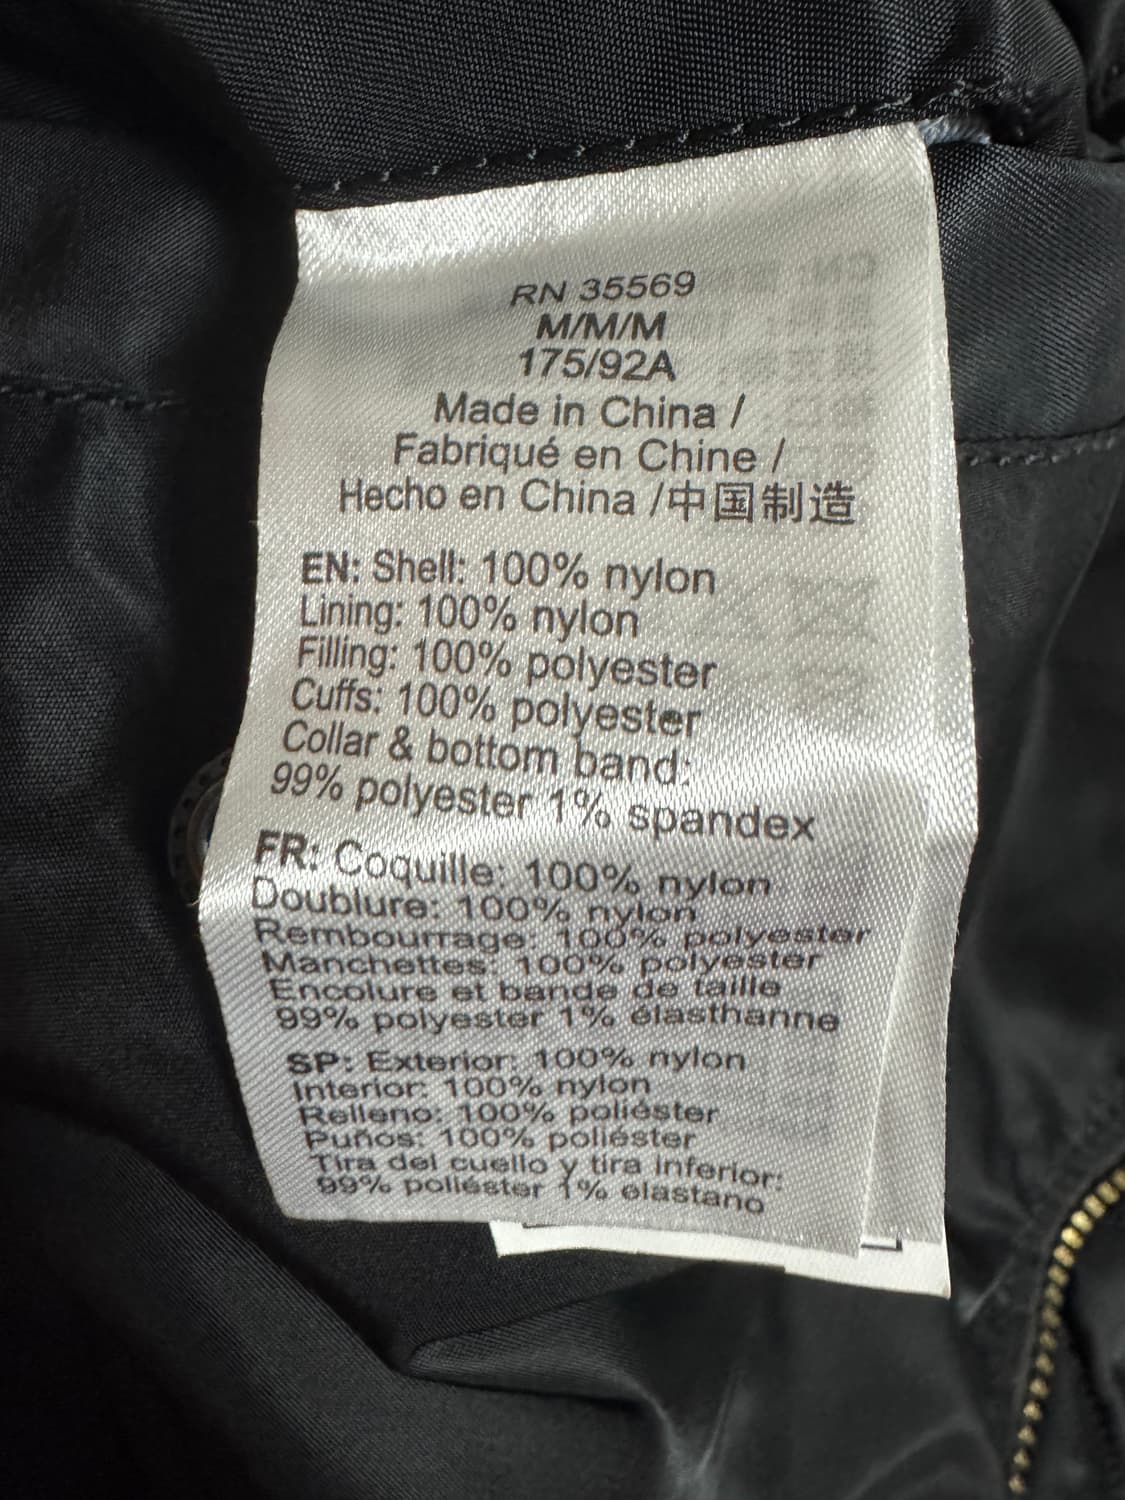 RN 35569
M/M/M
175/92A
Made in China /
Fabriqué en Chine /
Hecho en China /中国制造
EN: Shell: 100% nylon
Lining: 100% nylon
Filling: 100% polyester
Cuffs: 100% polyester
Collar & bottom band:
99% polyester 1% spandex
FR: Coquille: 100% nylon
Doublure: 100% nylon
Rembourrage: 100% polyester
Manchettes: 100% polyester
Encolure et bande de taille
99% polyester 1% élasthanne
SP: Exterior: 100% nylon
Interior: 100% nylon
Relleno: 100% poliéster
Puños: 100% poliéster
Tira del cuello y tira inferior:
99% poliéster 1% elastano